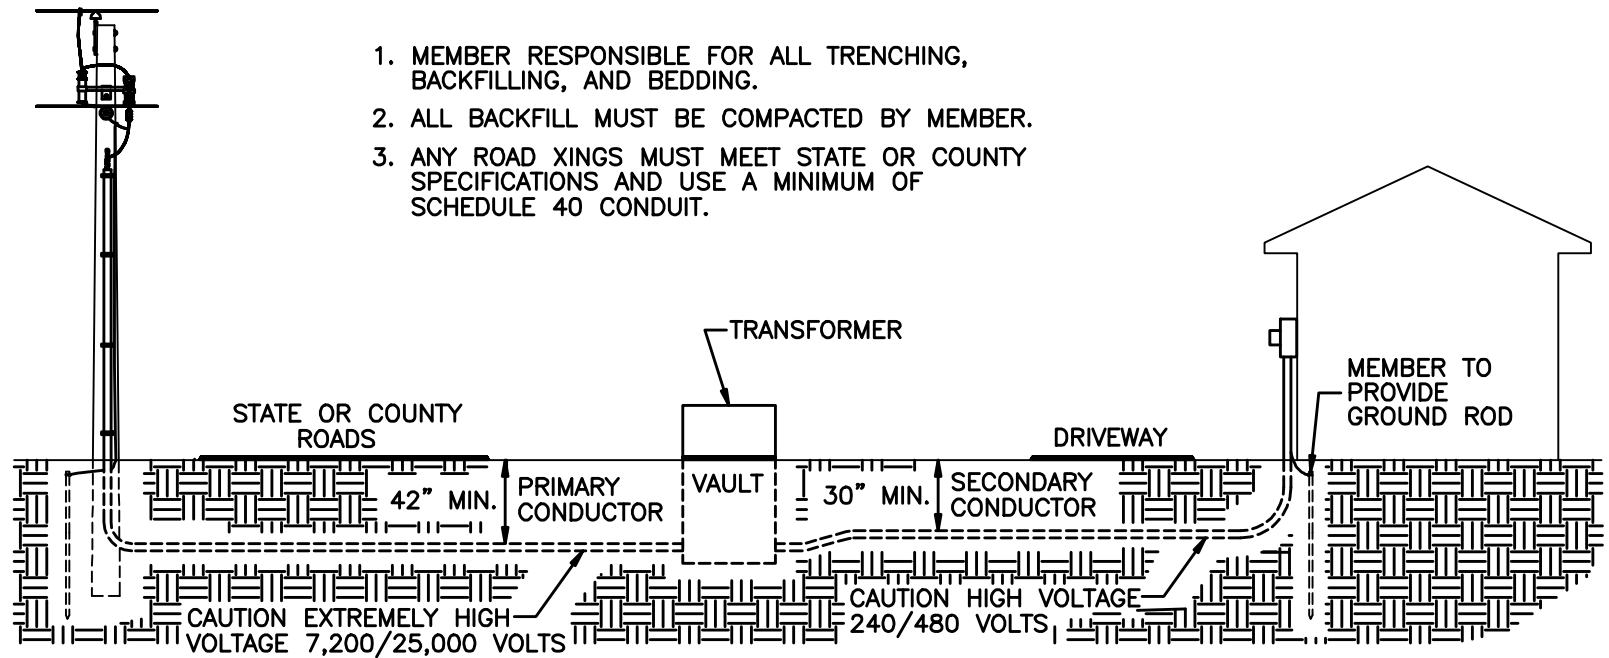 1. MEMBER RESPONSIBLE FOR ALL TRENCHING,
BACKFILLING, AND BEDDING.
2. ALL BACKFILL MUST BE COMPACTED BY MEMBER.
3. ANY ROAD XINGS MUST MEET STATE OR COUNTY
SPECIFICATIONS AND USE A MINIMUM OF
SCHEDULE 40 CONDUIT.
TRANSFORMER
MEMBER TO
PROVIDE
GROUND ROD
STATE OR COUNTY
ROADS
DRIVEWAY
42" MIN.
PRIMARY
CONDUCTOR
VAULT
30" MIN.
SECONDARY
CONDUCTOR
CAUTION EXTREMELY HIGH
VOLTAGE 7,200/25,000 VOLTS
CAUTION HIGH VOLTAGE
240/480 VOLTS